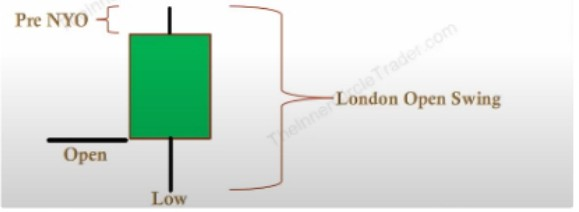 Pre NYO
London Open Swing
Open
Low
TheInnerCircleTrader.com